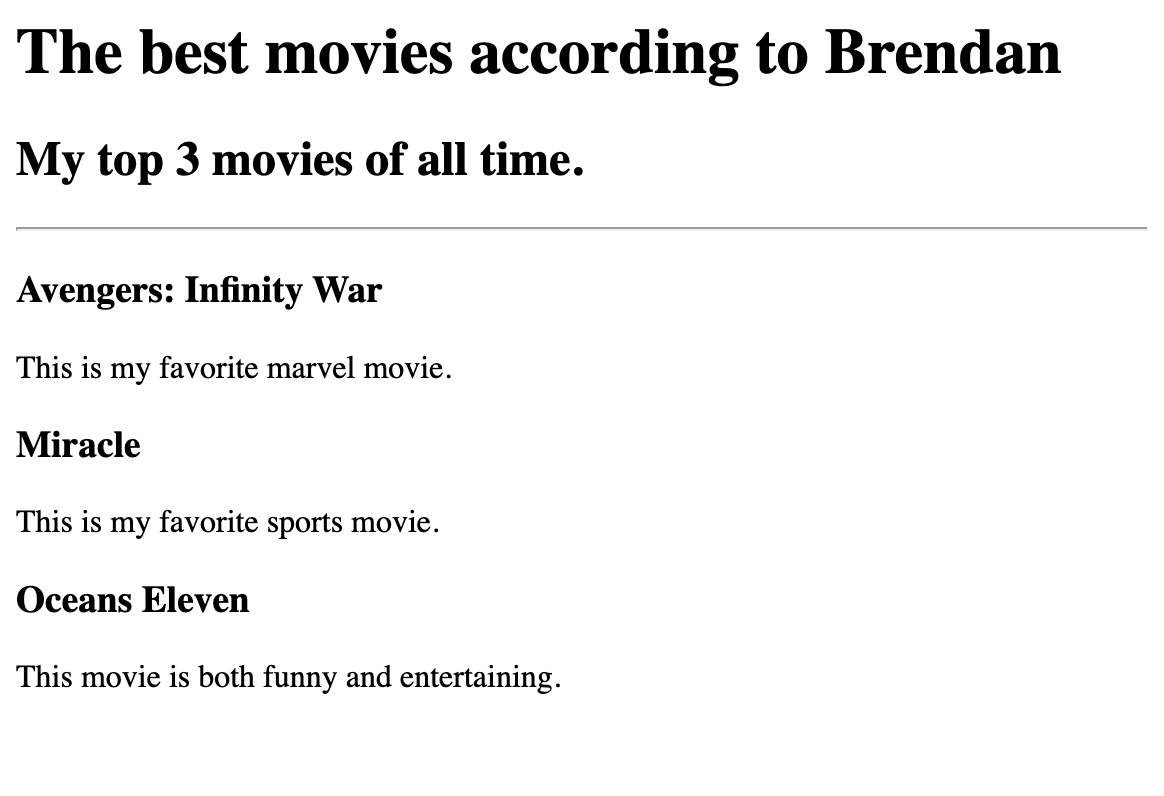 The best movies according to Brendan
My top 3 movies of all time.
Avengers: Infinity War
This is my favorite marvel movie.
Miracle
This is my favorite sports movie.
Oceans Eleven
This movie is both funny and entertaining.